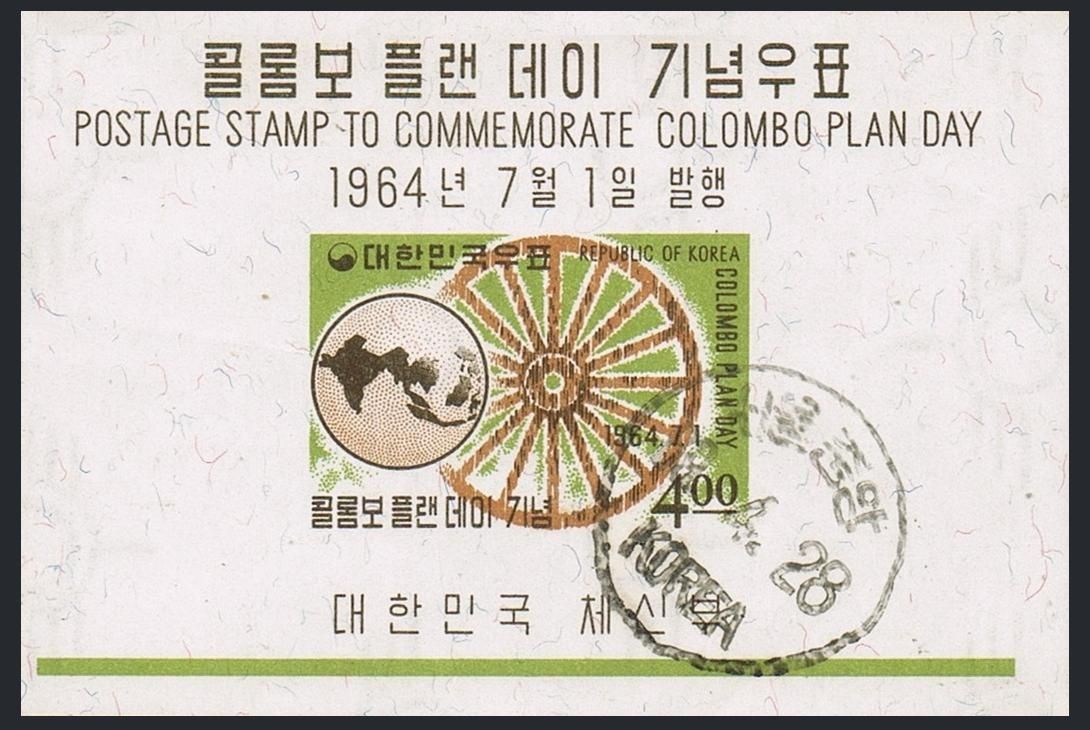 콜롬보 플랜 데이 기념우표
POSTAGE STAMP TO COMMEMORATE COLOMBO PLAN DAY
1964년 7월 1일 발행
대한민국우표
REPUBLIC OF KOREA
COLOMBO PLAN DAY
1964.7.1
400
콜롬보 플랜 데이 기념
대한민국 체신부
28
KOREA